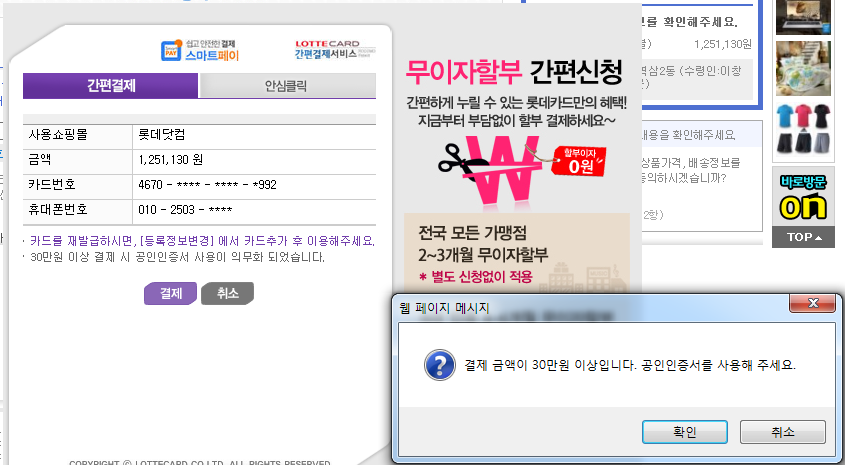 쉽고 안전한 결제
스마트페이
LOTTECARD
간편결제서비스
간편결제
안심클릭
사용쇼핑몰 롯데닷컴
금액 1,251,130 원
카드번호 4670 - **** - **** - *992
휴대폰번호 010 - 2503 - ****
· 카드를 재발급하시면, [등록정보변경] 에서 카드추가 후 이용해주세요.
· 30만원 이상 결제 시 공인인증서 사용이 의무화 되었습니다.
결제
취소
COPYRIGHT ⓒ LOTTECARD CO.LTD. ALL RIGHTS RESERVED
무이자할부 간편신청
간편하게 누릴 수 있는 롯데카드만의 혜택!
지금부터 부담없이 할부 결제하세요~
할부이자
0원
전국 모든 가맹점
2~3개월 무이자할부
* 별도 신청없이 적용
웹 페이지 메시지
결제 금액이 30만원 이상입니다. 공인인증서를 사용해 주세요.
확인
취소
를 확인해주세요.
1,251,130원
역삼2동 (수령인:이창
내용을 확인해주세요.
상품가격, 배송정보를
동의하시겠습니까?
2항)
바로방문
on
TOP